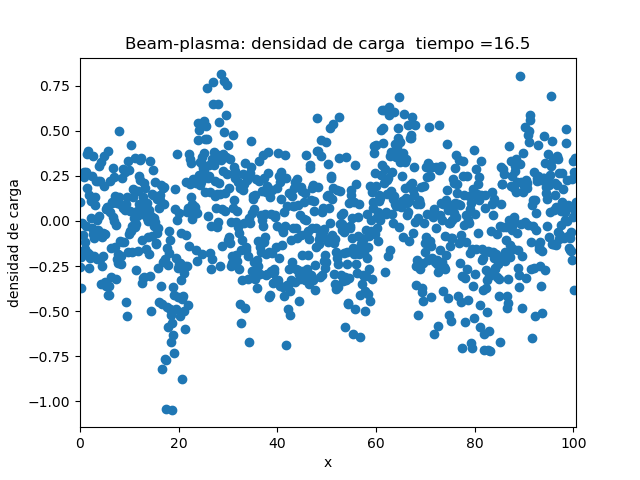 Beam-plasma: densidad de carga  tiempo =16.5
densidad de carga
0.75
0.50
0.25
0.00
−0.25
−0.50
−0.75
−1.00
0 20 40 60 80 100
x